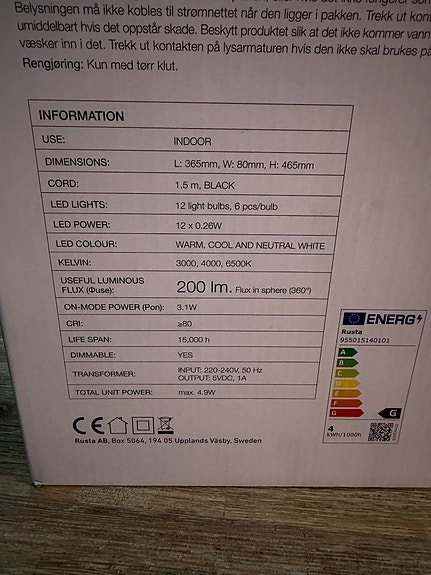 Belysningen må ikke kobles til strømnettet når den ligger i pakken. Trekk ut kont
umiddelbart hvis det oppstår skade. Beskytt produktet slik at det ikke kommer vann
væsker inn i det. Trekk ut kontakten på lysarmaturen hvis den ikke skal brukes på
Rengjøring: Kun med tørr klut.
INFORMATION
USE: INDOOR
DIMENSIONS: L: 365mm, W: 80mm, H: 465mm
CORD: 1.5 m, BLACK
LED LIGHTS: 12 light bulbs, 6 pcs/bulb
LED POWER: 12 x 0.26W
LED COLOUR: WARM, COOL AND NEUTRAL WHITE
KELVIN: 3000, 4000, 6500K
USEFUL LUMINOUS
FLUX (Φuse): 200 lm. Flux in sphere (360°)
ON-MODE POWER (Pon): 3.1W
CRI: ≥80
LIFE SPAN: 15,000 h
DIMMABLE: YES
TRANSFORMER: INPUT: 220-240V, 50 Hz
OUTPUT: 5VDC, 1A
TOTAL UNIT POWER: max. 4.9W
CE
Rusta AB, Box 5064, 194 05 Upplands Väsby, Sweden
ENERG
Rusta
955015140101
A
B
C
D
E
F
G
G
4
kWh/1000h